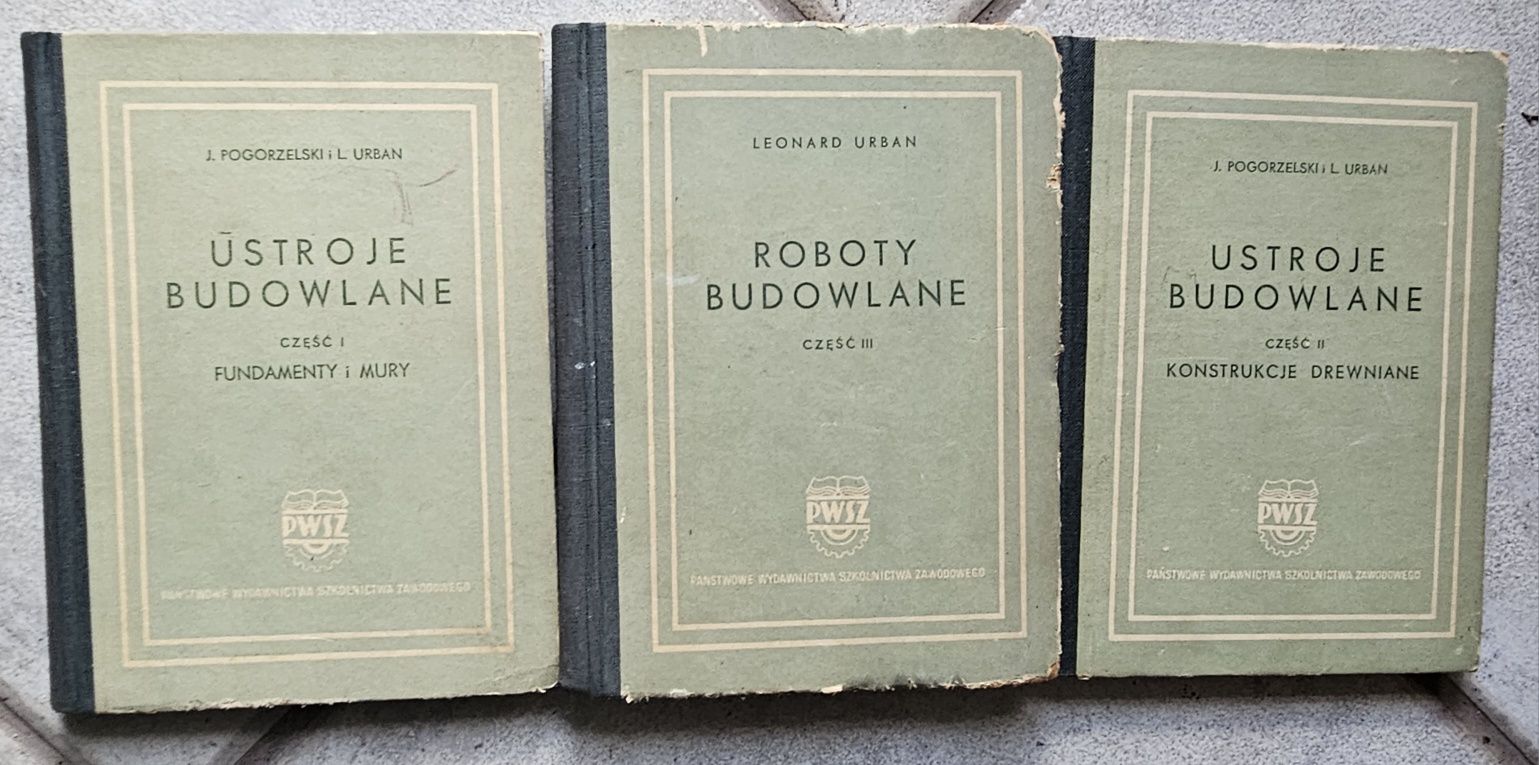 J. POGORZELSKI i L. URBAN
USTROJE
BUDOWLANE
CZĘŚĆ I
FUNDAMENTY i MURY
PWSZ
PAŃSTWOWE WYDAWNICTWA SZKOLNICTWA ZAWODOWEGO
LEONARD URBAN
ROBOTY
BUDOWLANE
CZĘŚĆ III
PWSZ
PAŃSTWOWE WYDAWNICTWA SZKOLNICTWA ZAWODOWEGO
J. POGORZELSKI i L. URBAN
USTROJE
BUDOWLANE
CZĘŚĆ II
KONSTRUKCJE DREWNIANE
PWSZ
PAŃSTWOWE WYDAWNICTWA SZKOLNICTWA ZAWODOWEGO